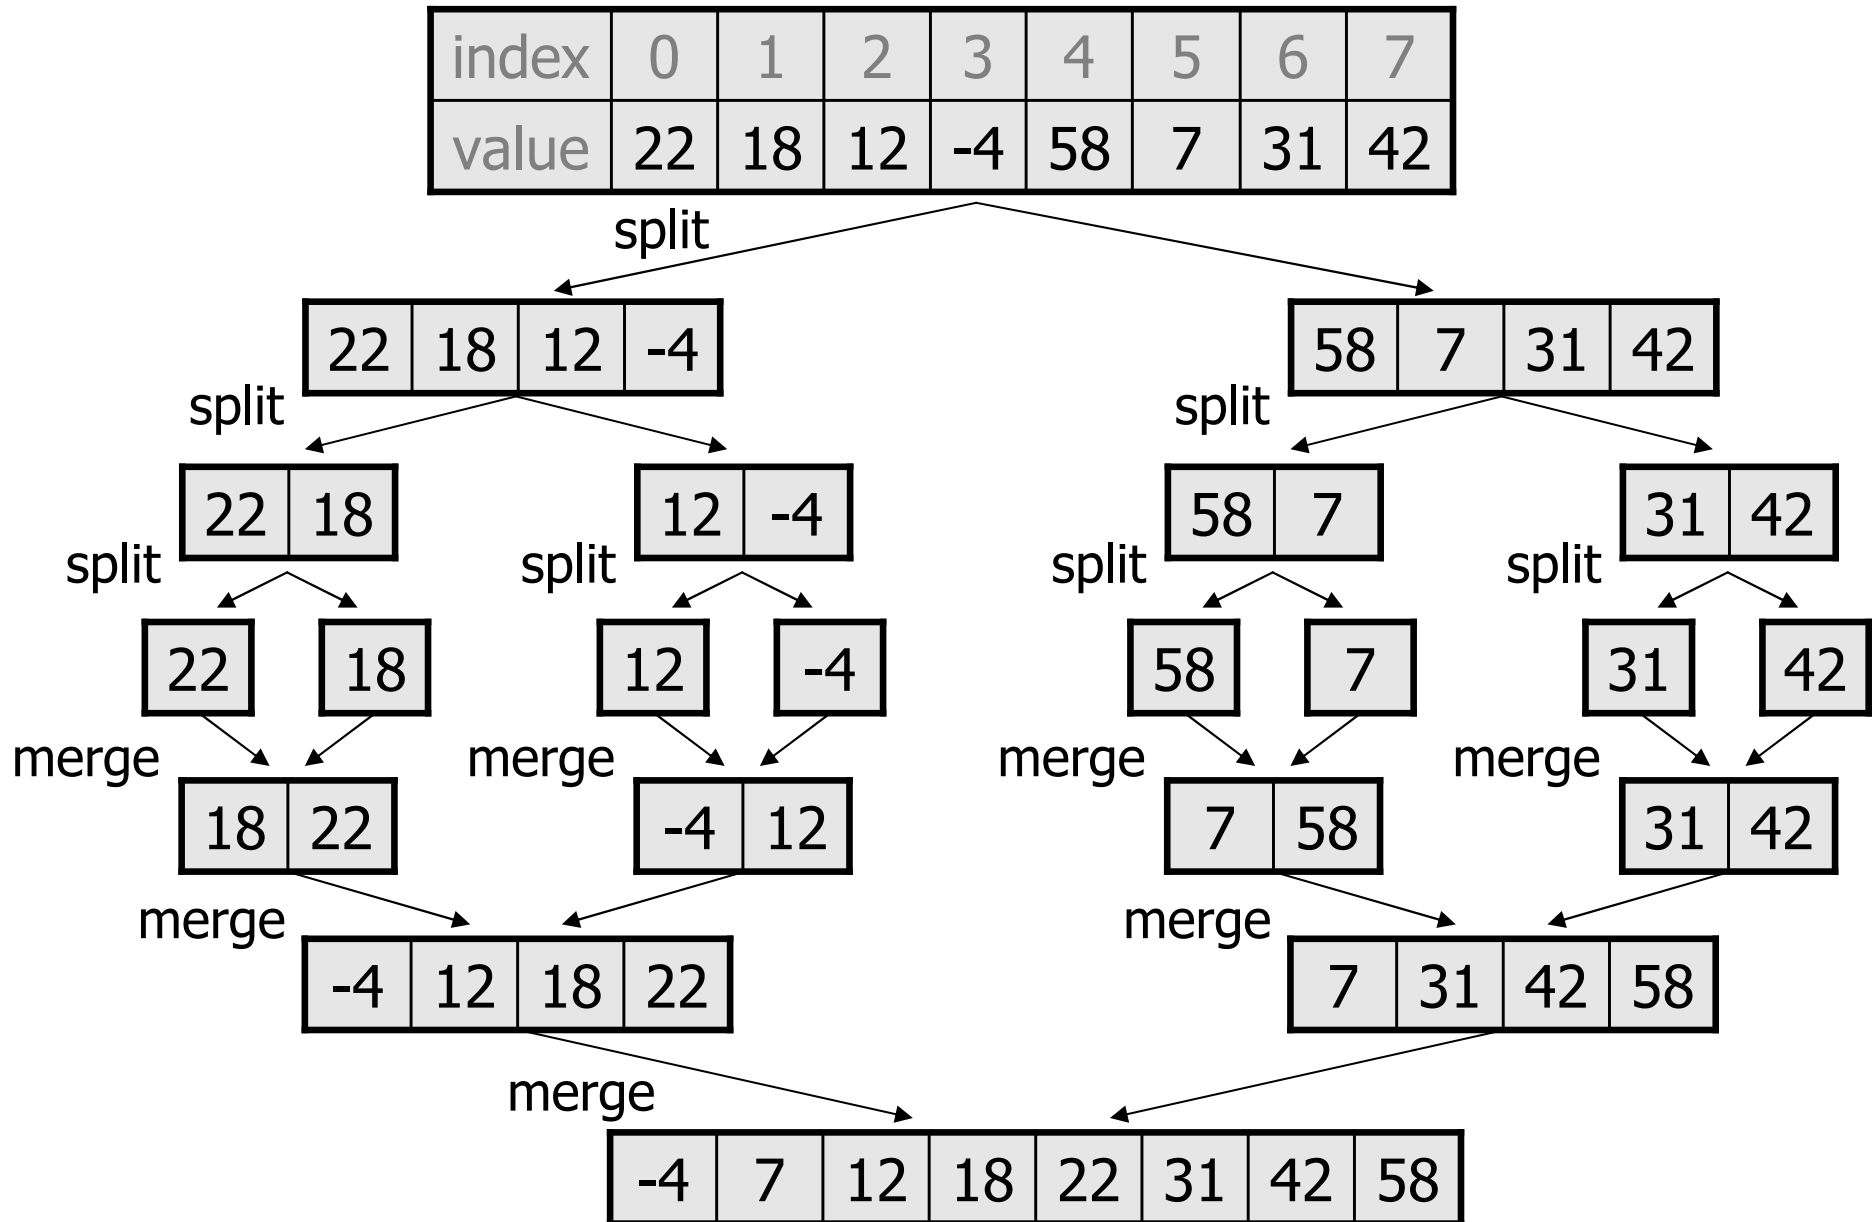 index 0 1 2 3 4 5 6 7
value 22 18 12 -4 58 7 31 42
split
22 18 12 -4 58 7 31 42
split split
22 18 12 -4 58 7 31 42
split split split split
22 18 12 -4 58 7 31 42
merge merge merge merge
18 22 -4 12 7 58 31 42
merge merge
-4 12 18 22 7 31 42 58
merge
-4 7 12 18 22 31 42 58